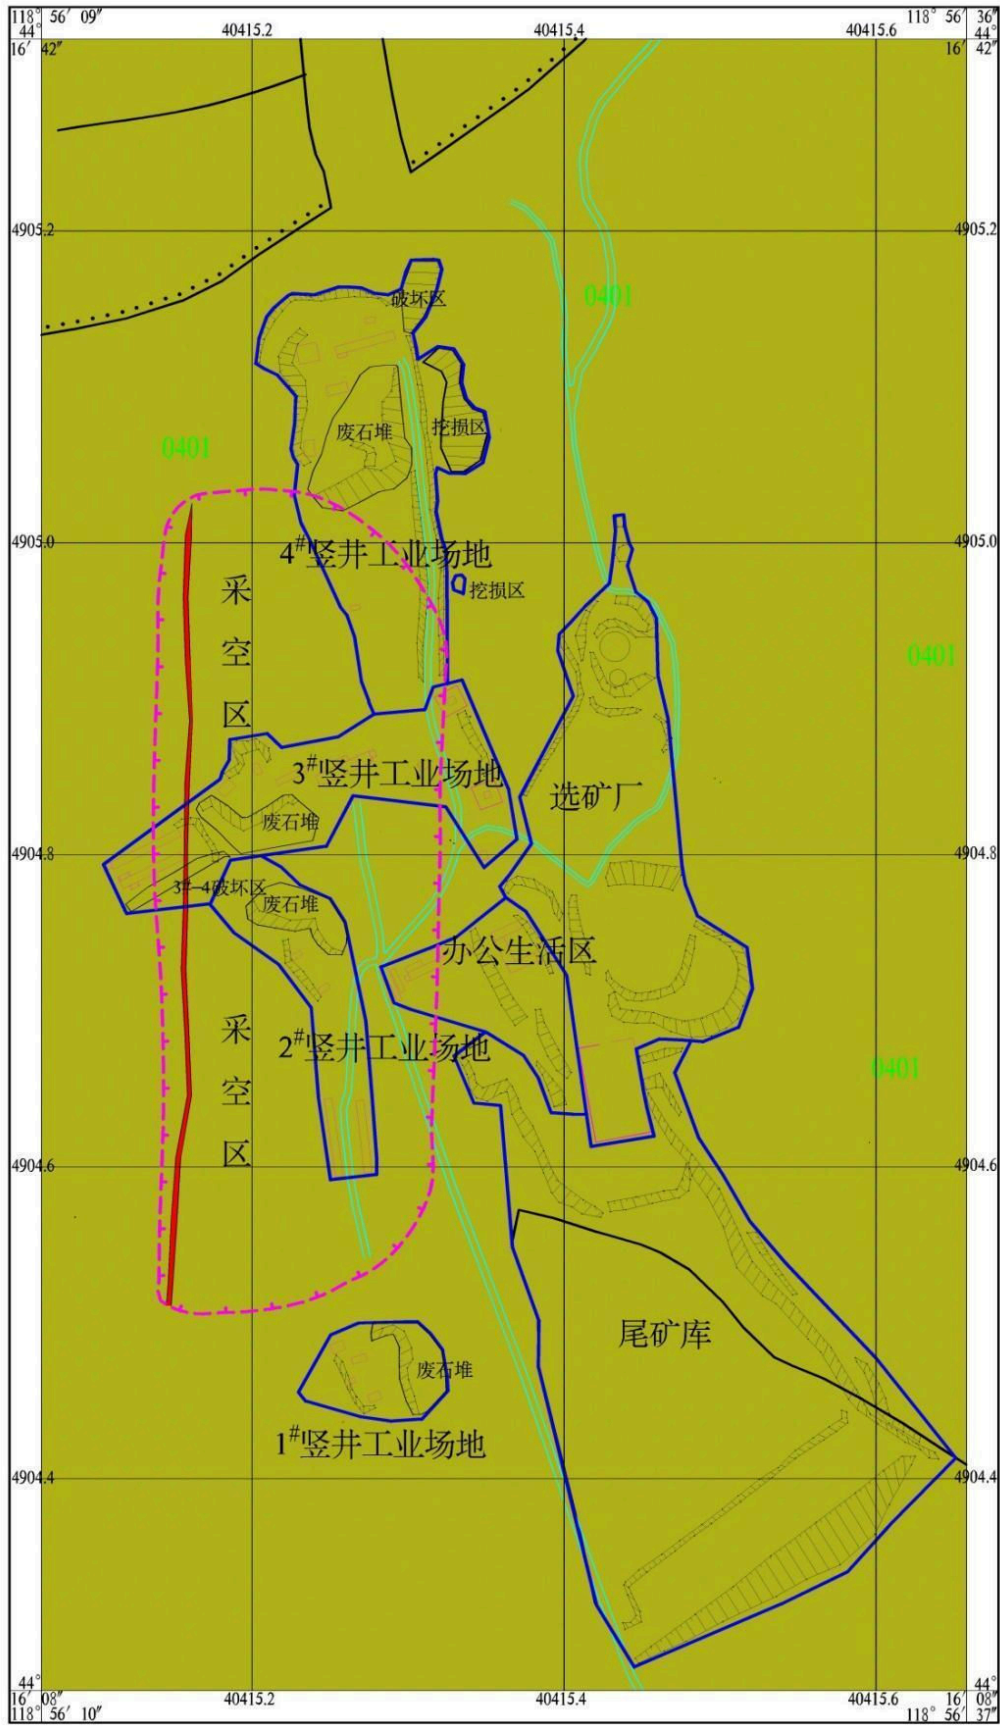 118° 56′ 09″
40415.2
40415.4
40415.6
118° 56′ 36″
44°
16′ 42″
44°
16′ 42″
4905.2
4905.2
破坏区
0401
废石堆
挖损区
0401
4905.0
4905.0
4#竖井工业场地
挖损区
采空区
0401
3#竖井工业场地
选矿厂
废石堆
4904.8
4904.8
3#-4破坏区
废石堆
办公生活区
采空区
2#竖井工业场地
0401
4904.6
4904.6
尾矿库
废石堆
1#竖井工业场地
4904.4
4904.4
44°
16′ 08″
44°
16′ 08″
118° 56′ 10″
40415.2
40415.4
40415.6
118° 56′ 37″